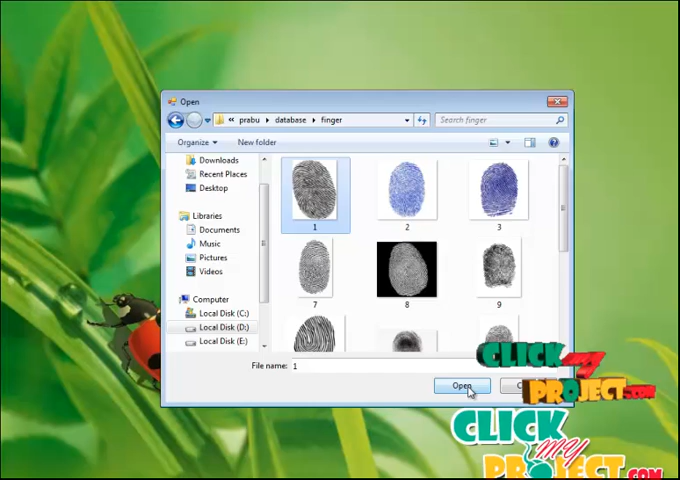 Open
« prabu ▸ database ▸ finger
Search finger
Organize ▾
New folder
Downloads
Recent Places
Desktop
Libraries
Documents
Music
Pictures
Videos
Computer
Local Disk (C:)
Local Disk (D:)
Local Disk (E:)
1
2
3
7
8
9
File name:
1
Open
CLICK MY
PROJECT.COM
CLICK
MY
PROJECT.COM